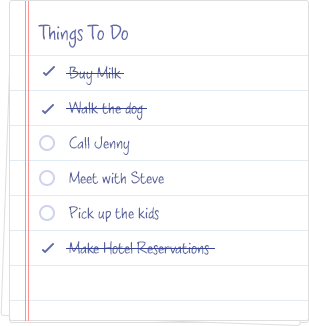 Things To Do
Buy Milk
Walk the dog
Call Jenny
Meet with Steve
Pick up the kids
Make Hotel Reservations